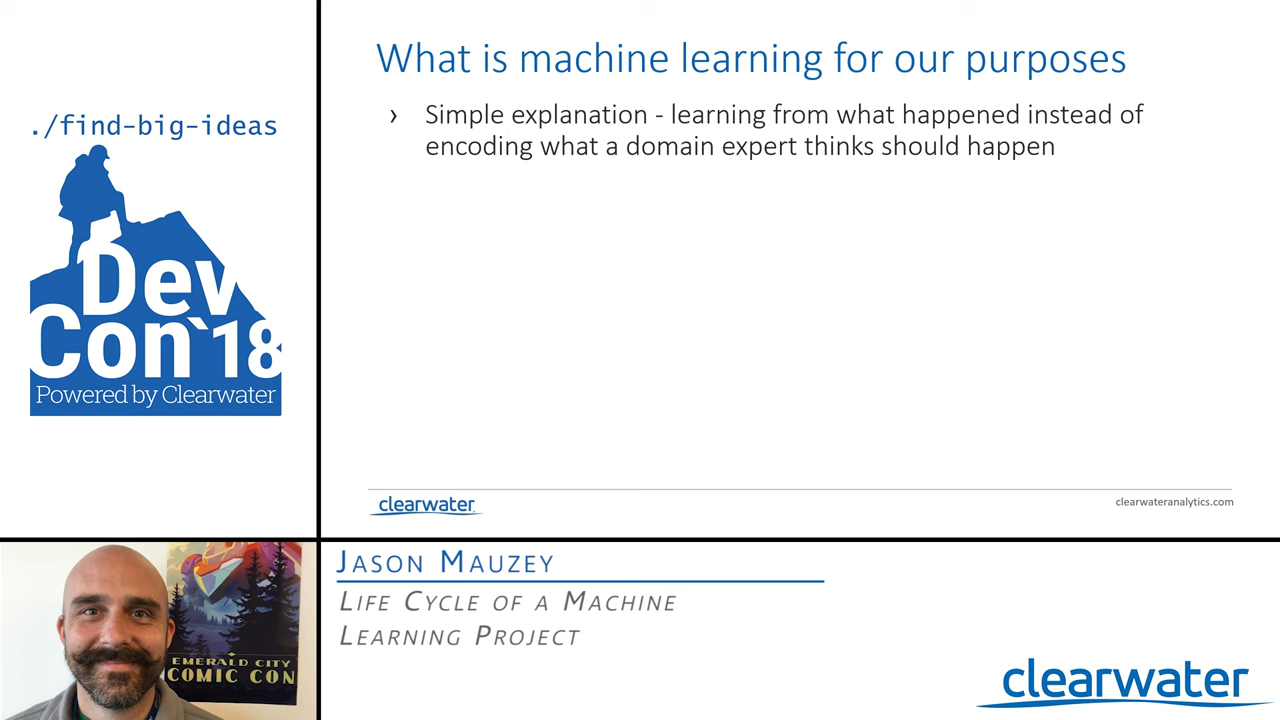 ./find-big-ideas
Dev
Con`18
Powered by Clearwater
What is machine learning for our purposes
› Simple explanation - learning from what happened instead of
encoding what a domain expert thinks should happen
clearwater
clearwateranalytics.com
EMERALD CITY
COMIC CON
JASON MAUZEY
LIFE CYCLE OF A MACHINE
LEARNING PROJECT
clearwater